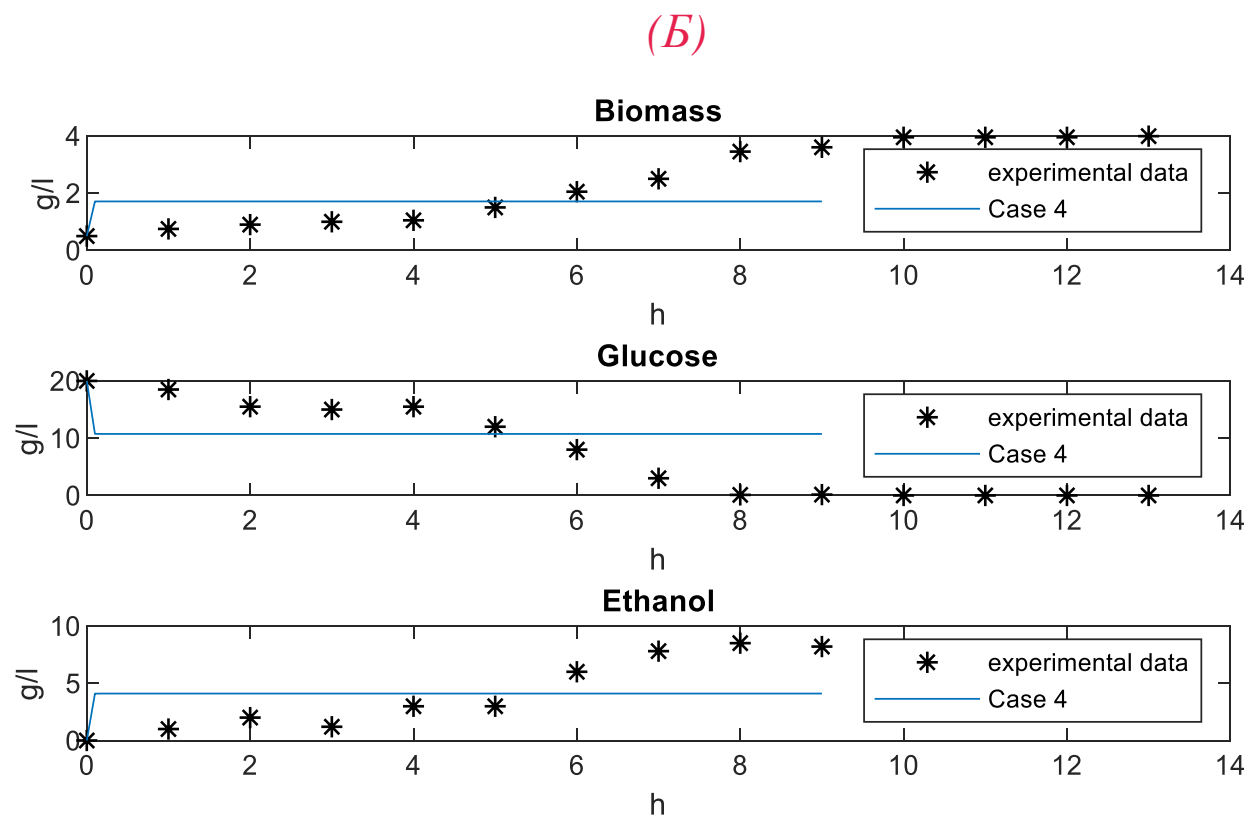 (Б)
Biomass
4
2
0
g/l
0 2 4 6 8 10 12 14
h
experimental data
Case 4
Glucose
20
10
0
g/l
0 2 4 6 8 10 12 14
h
experimental data
Case 4
Ethanol
10
5
0
g/l
0 2 4 6 8 10 12 14
h
experimental data
Case 4